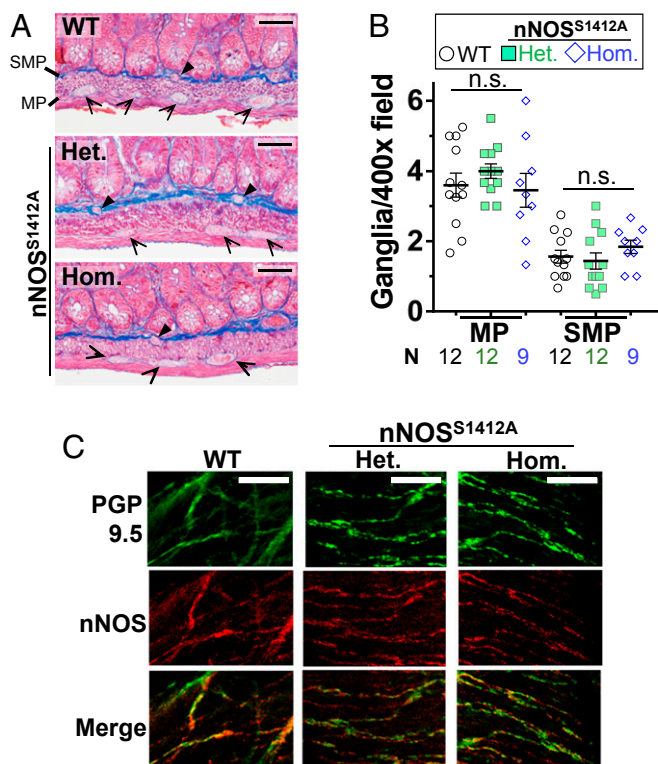 A
WT
SMP
MP
Het.
Hom.
nNOS^S1412A
B
nNOS^S1412A
WT Het. Hom.
n.s.
n.s.
Ganglia/400x field
6
4
2
0
MP SMP
N 12 12 9 12 12 9
C
nNOS^S1412A
WT Het. Hom.
PGP
9.5
nNOS
Merge